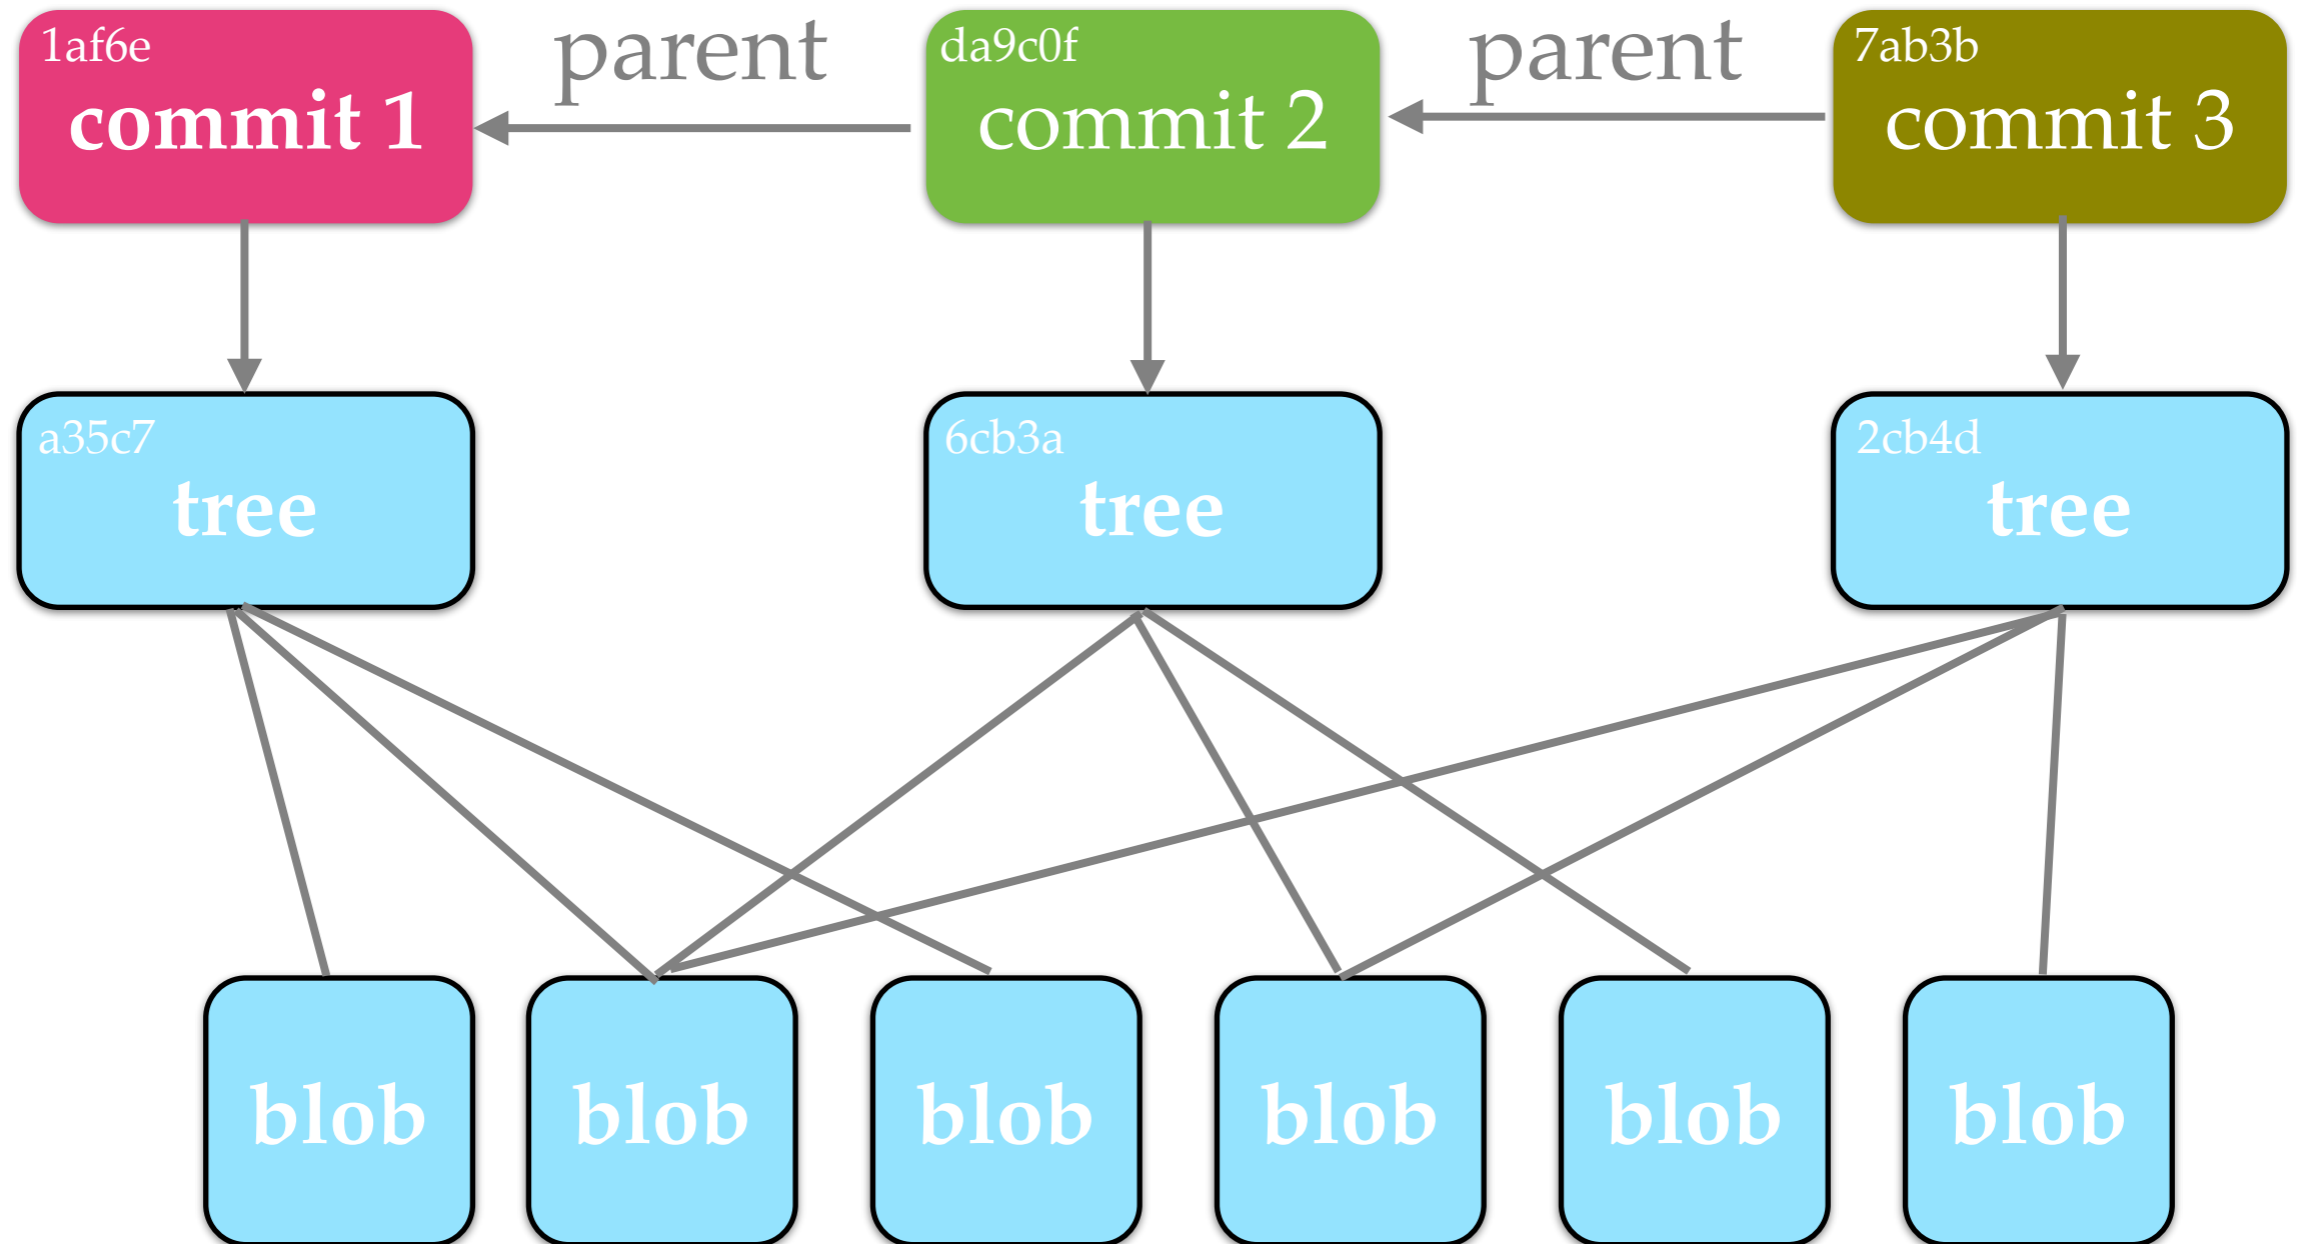 1af6e
commit 1
parent
da9c0f
commit 2
parent
7ab3b
commit 3
a35c7
tree
6cb3a
tree
2cb4d
tree
blob
blob
blob
blob
blob
blob